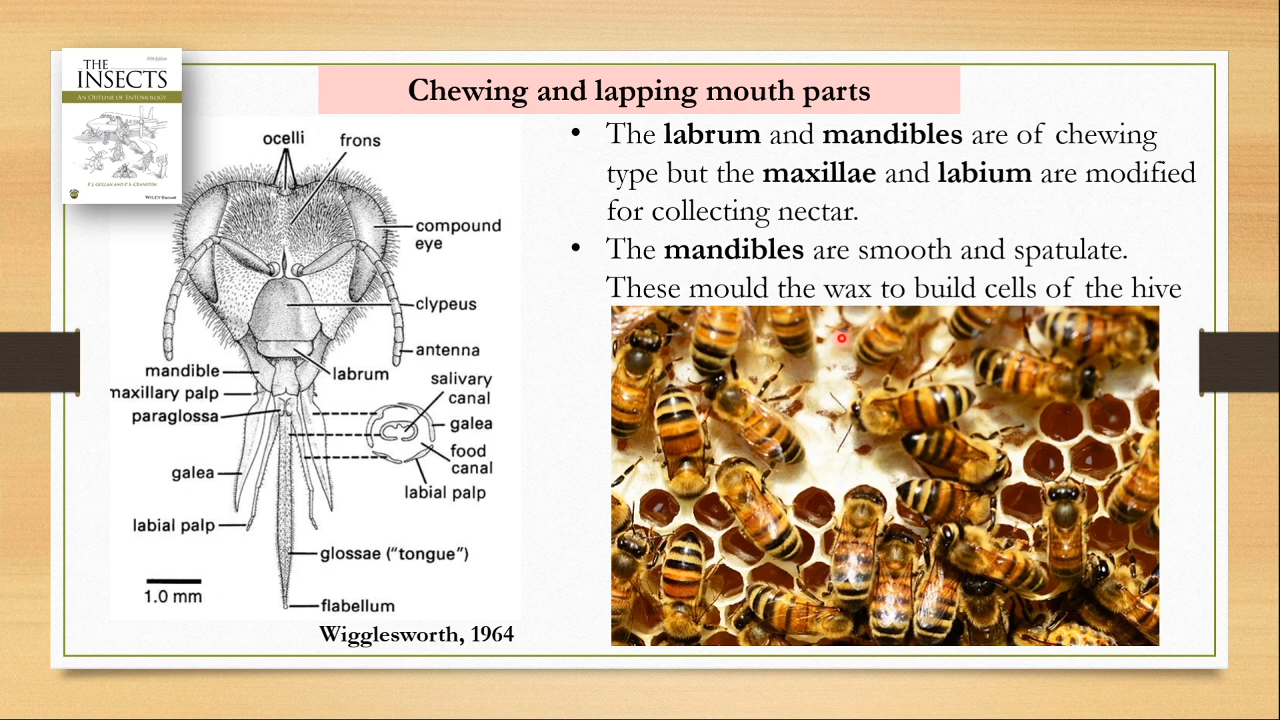 THE
INSECTS
AN OUTLINE OF ENTOMOLOGY
P. J. GULLAN AND P. S. CRANSTON
Chewing and lapping mouth parts
• The labrum and mandibles are of chewing
type but the maxillae and labium are modified
for collecting nectar.
• The mandibles are smooth and spatulate.
These mould the wax to build cells of the hive
ocelli
frons
compound
eye
clypeus
antenna
labrum
mandible
maxillary palp
paraglossa
salivary
canal
galea
food
canal
labial palp
galea
labial palp
glossae ("tongue")
1.0 mm
flabellum
Wigglesworth, 1964